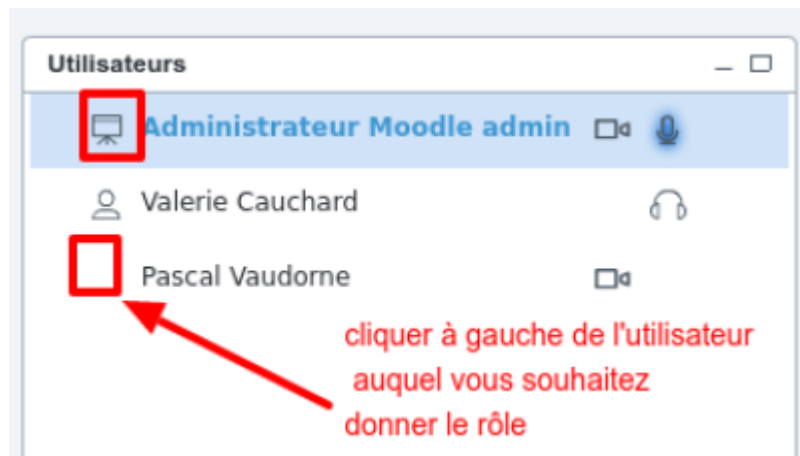 Utilisateurs
Administrateur Moodle admin
Valerie Cauchard
Pascal Vaudorne
cliquer à gauche de l'utilisateur
auquel vous souhaitez
donner le rôle